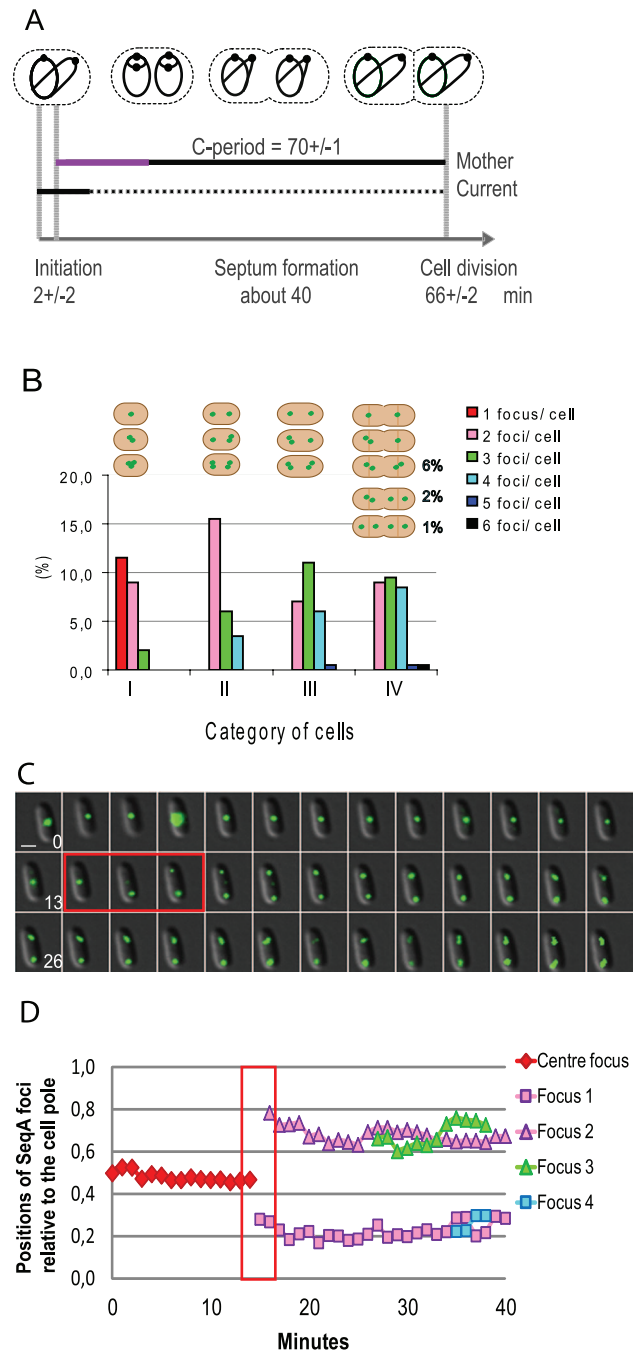 A
C-period = 70+/-1
Mother
Current
Initiation
2+/-2
Septum formation
about 40
Cell division
66+/-2 min
B
6%
2%
1%
1 focus/ cell
2 foci/ cell
3 foci/ cell
4 foci/ cell
5 foci/ cell
6 foci/ cell
20,0
15,0
10,0
5,0
0,0
(%)
I II III IV
Category of cells
C
0
13
26
D
1,0
0,8
0,6
0,4
0,2
0,0
Positions of SeqA foci
relative to the cell pole
0 10 20 30 40
Minutes
Centre focus
Focus 1
Focus 2
Focus 3
Focus 4